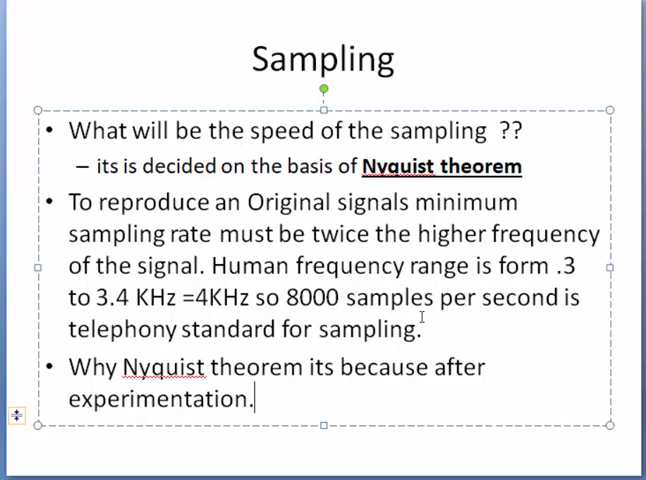 Sampling
• What will be the speed of the sampling ??
– its is decided on the basis of Nyquist theorem
• To reproduce an Original signals minimum
sampling rate must be twice the higher frequency
of the signal. Human frequency range is form .3
to 3.4 KHz =4KHz so 8000 samples per second is
telephony standard for sampling.
• Why Nyquist theorem its because after
experimentation.